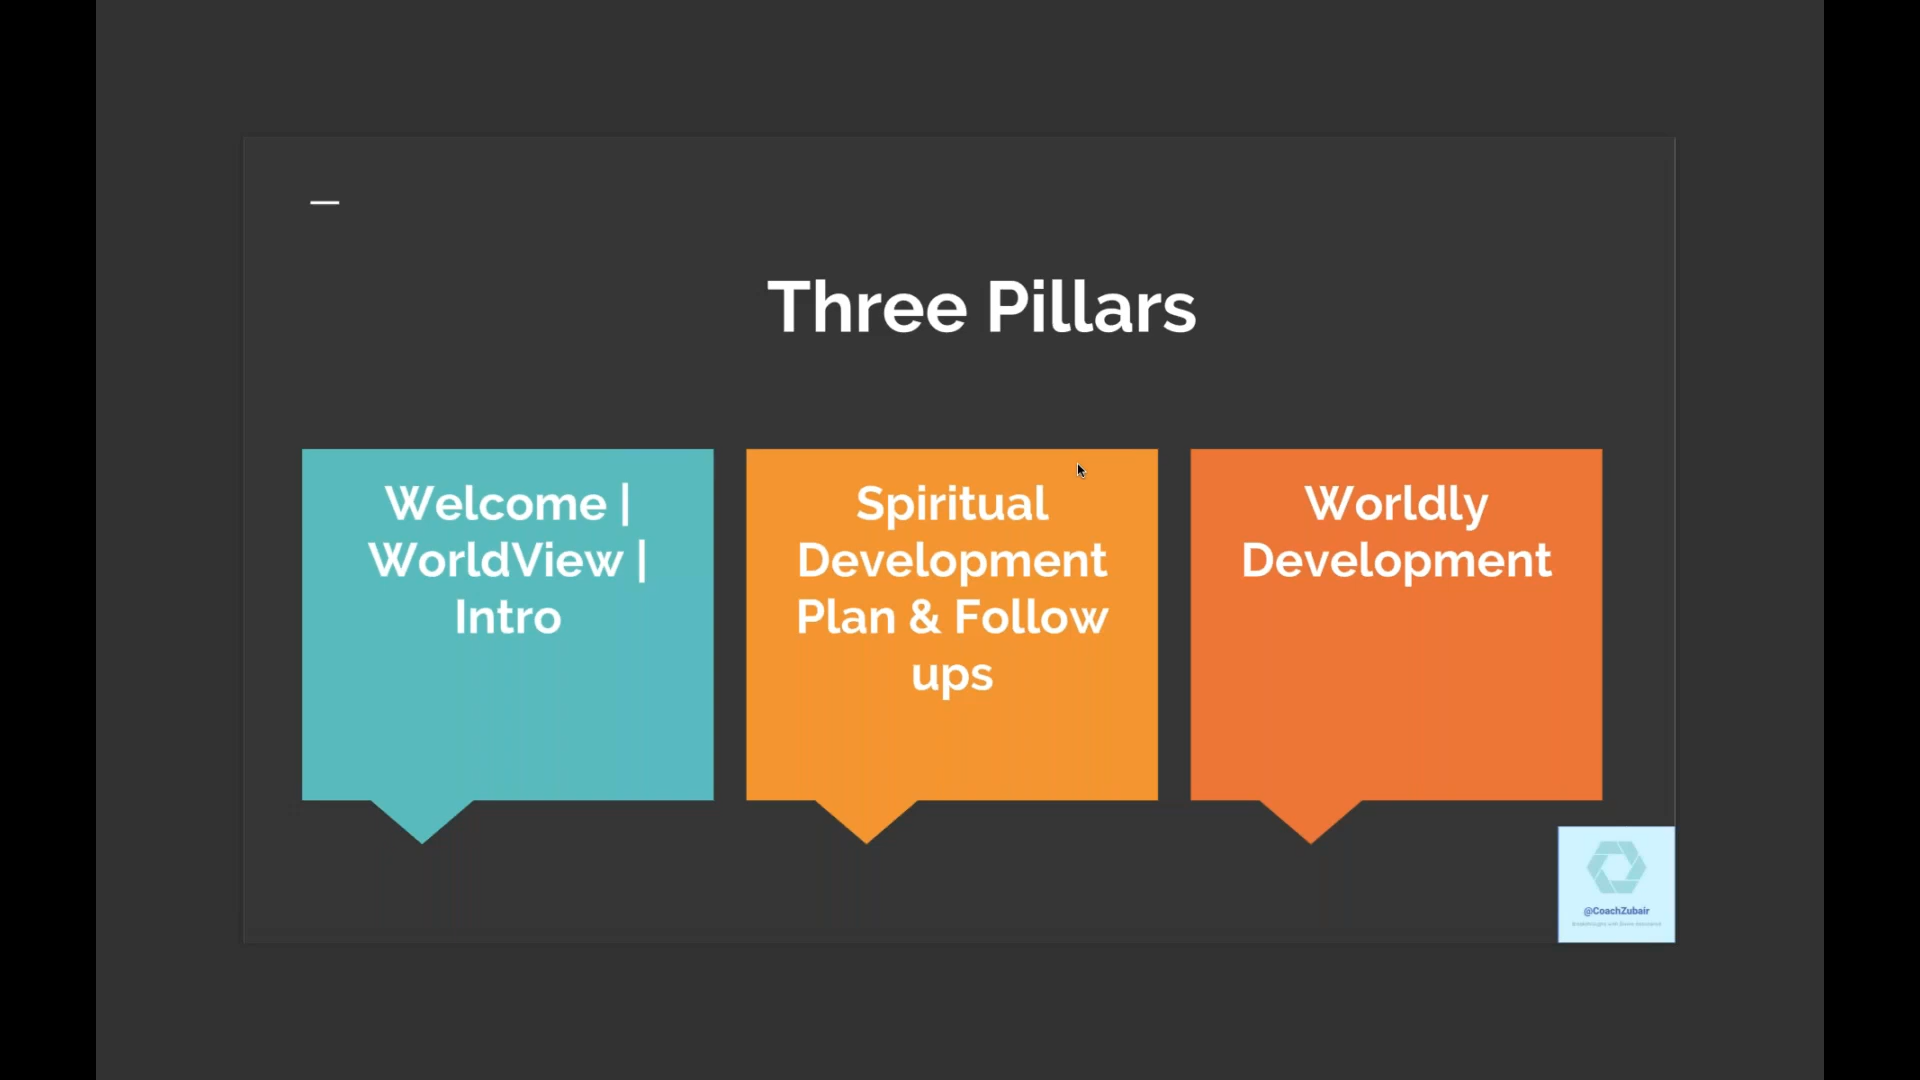 Three Pillars
Welcome |
WorldView |
Intro
Spiritual
Development
Plan & Follow
ups
Worldly
Development
@CoachZubair